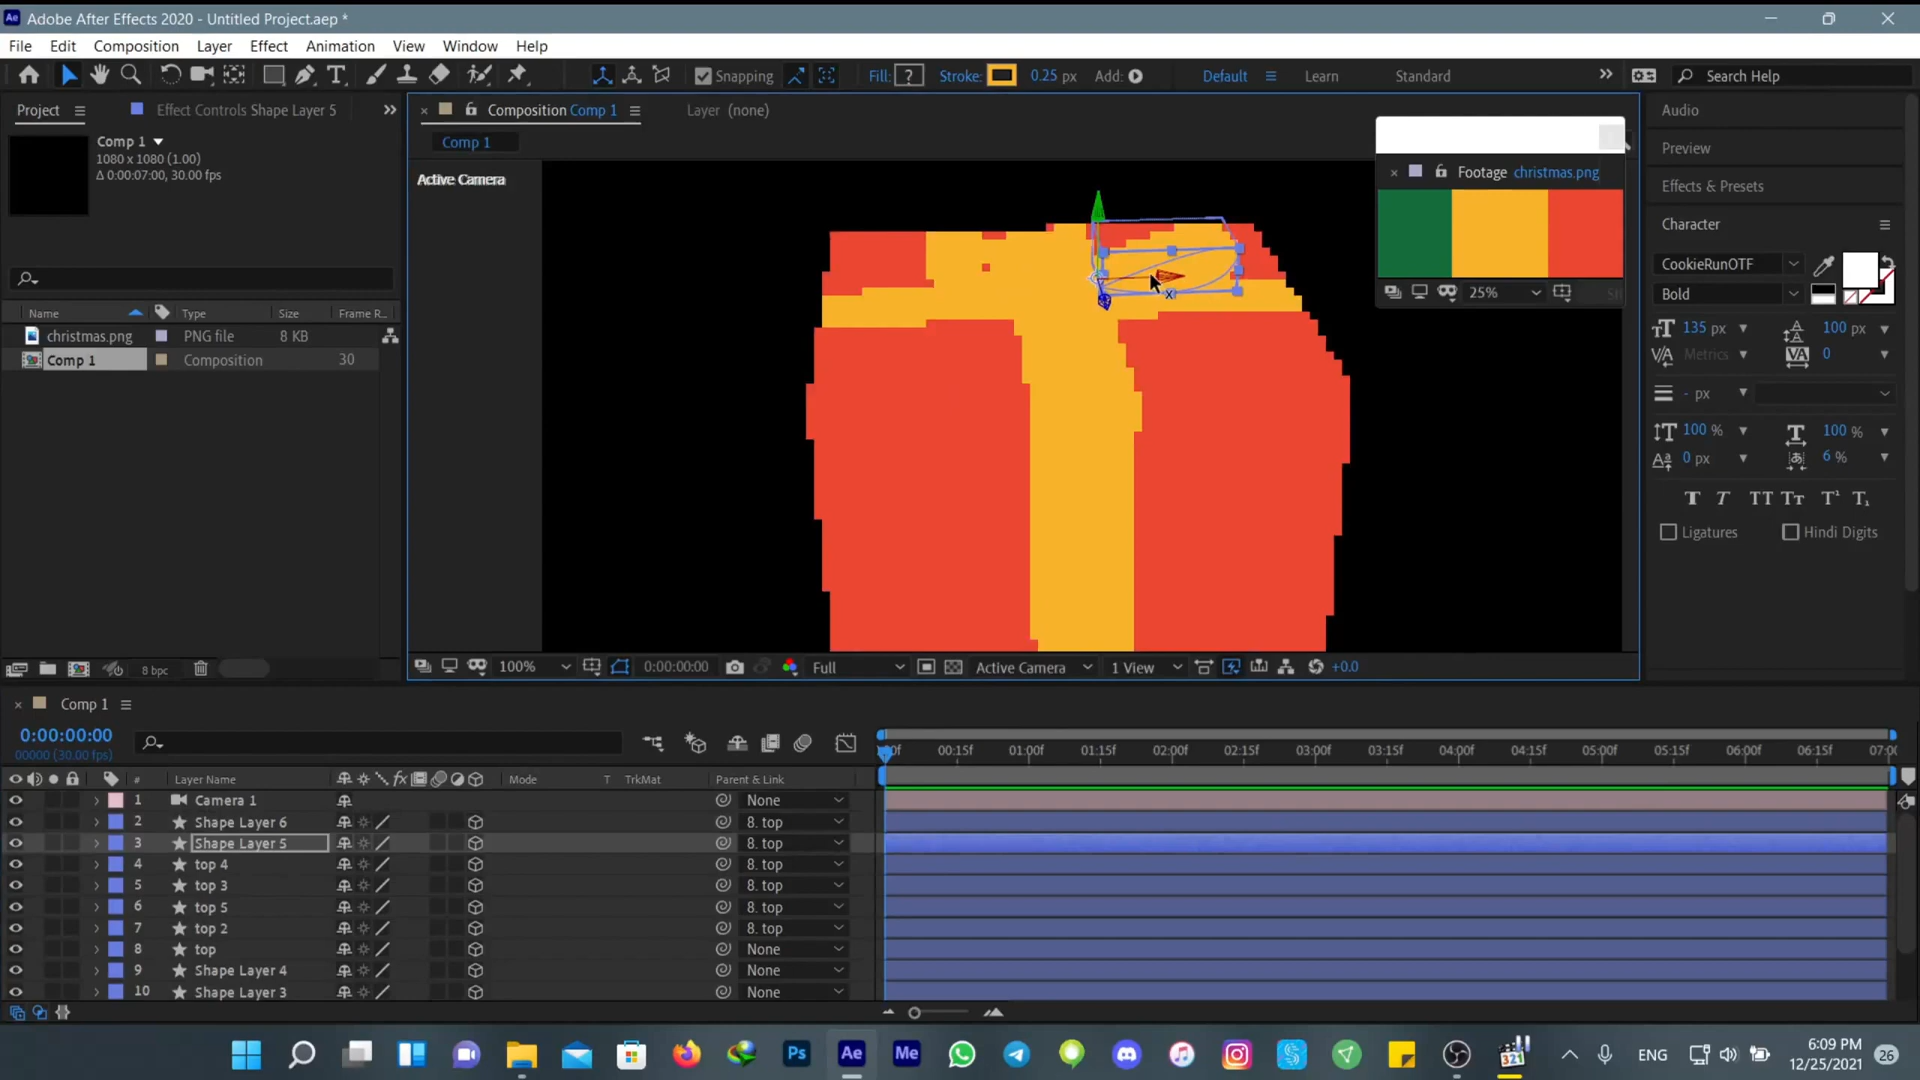 Adobe After Effects 2020 - Untitled Project.aep *
File Edit Composition Layer Effect Animation View Window Help
Snapping Fill: ? Stroke: 0.25 px Add: Default Learn Standard Search Help
Project Effect Controls Shape Layer 5
Composition Comp 1 Layer (none)
Comp 1
1080 x 1080 (1.00)
Δ 0:00:07:00, 30.00 fps
Comp 1
Active Camera
Footage christmas.png
25%
Audio
Preview
Effects & Presets
Character
CookieRunOTF
Bold
135 px 100 px
Metrics 0
- px
100 % 100 %
0 px 6 %
Ligatures Hindi Digits
Name Type Size Frame R...
christmas.png PNG file 8 KB
Comp 1 Composition 30
8 bpc
100% 0:00:00:00 Full Active Camera 1 View +0.0
Comp 1
0:00:00:00
00000 (30.00 fps)
00:15f 01:00f 01:15f 02:00f 02:15f 03:00f 03:15f 04:00f 04:15f 05:00f 05:15f 06:00f 06:15f 07:00
# Layer Name Mode T TrkMat Parent & Link
1 Camera 1 None
2 Shape Layer 6 8. top
3 Shape Layer 5 8. top
4 top 4 8. top
5 top 3 8. top
6 top 5 8. top
7 top 2 8. top
8 top None
9 Shape Layer 4 None
10 Shape Layer 3 None
Ps Ae Me 321 ENG 6:09 PM
12/25/2021 26